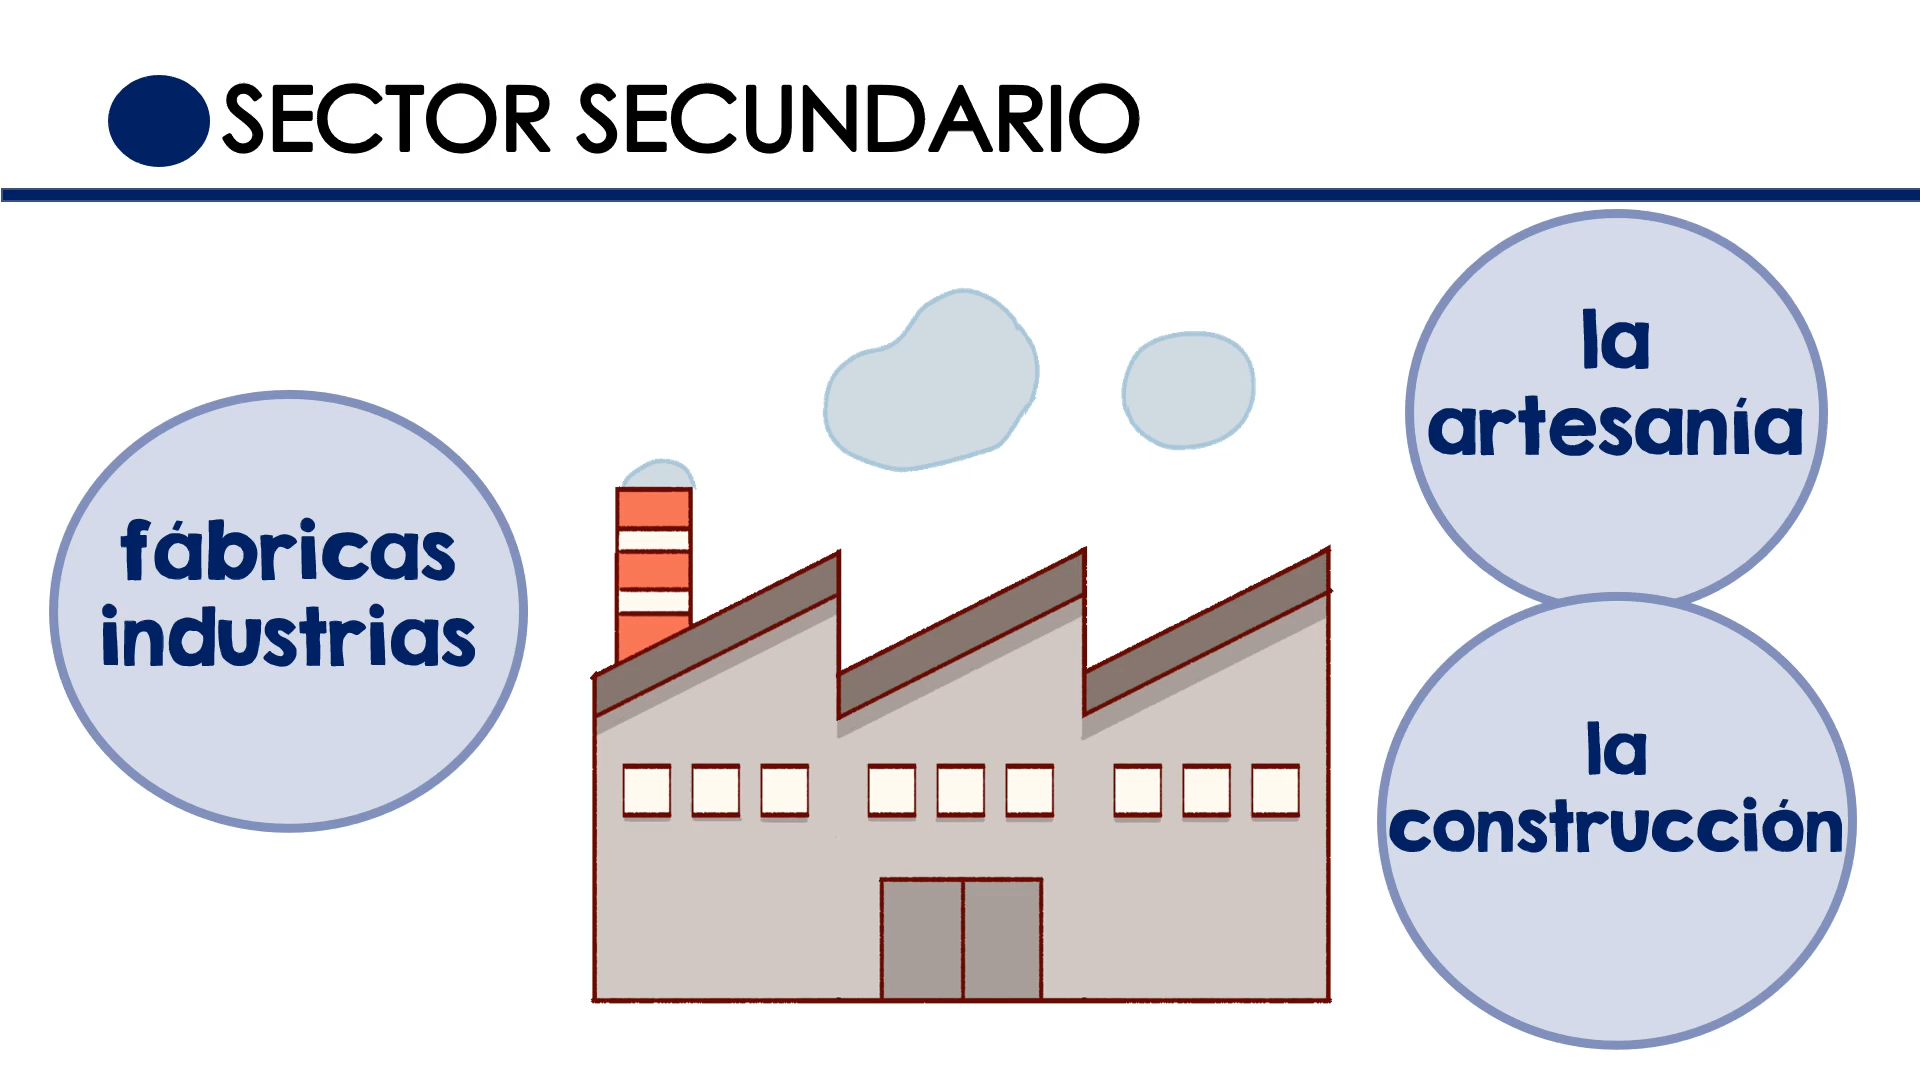 SECTOR SECUNDARIO
fábricas
industrias
la
artesanía
la
construcción